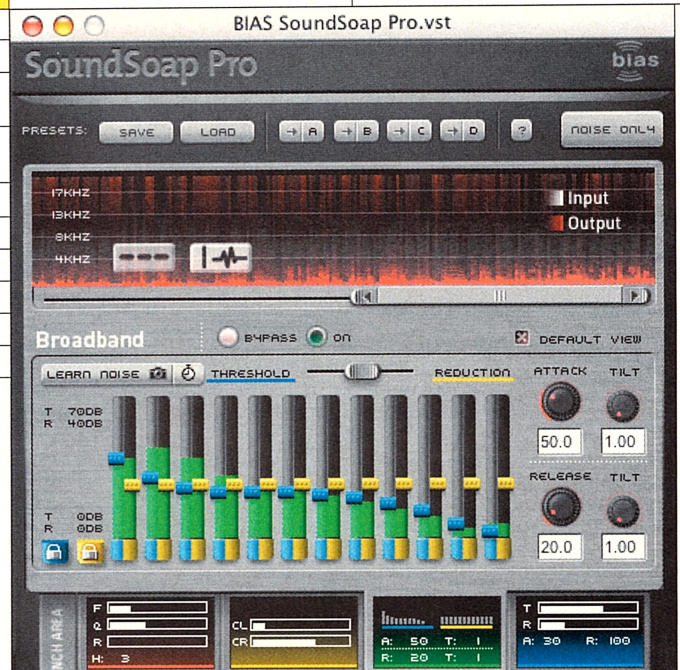 BIAS SoundSoap Pro.vst
SoundSoap Pro
bias
PRESETS: SAVE LOAD → A → B → C → D ? NOISE ONLY
17KHZ
13KHZ
8KHZ
4KHZ
Input
Output
Broadband BYPASS ON DEFAULT VIEW
LEARN NOISE THRESHOLD REDUCTION ATTACK TILT
T 70DB
R 40DB
50.0 1.00
RELEASE TILT
T 0DB
R 0DB
20.0 1.00
NCH AREA
F
Q
R
H: 3
CL
CR
A: 50 T: 1
R: 20 T: 1
T
R
A: 30 R: 100